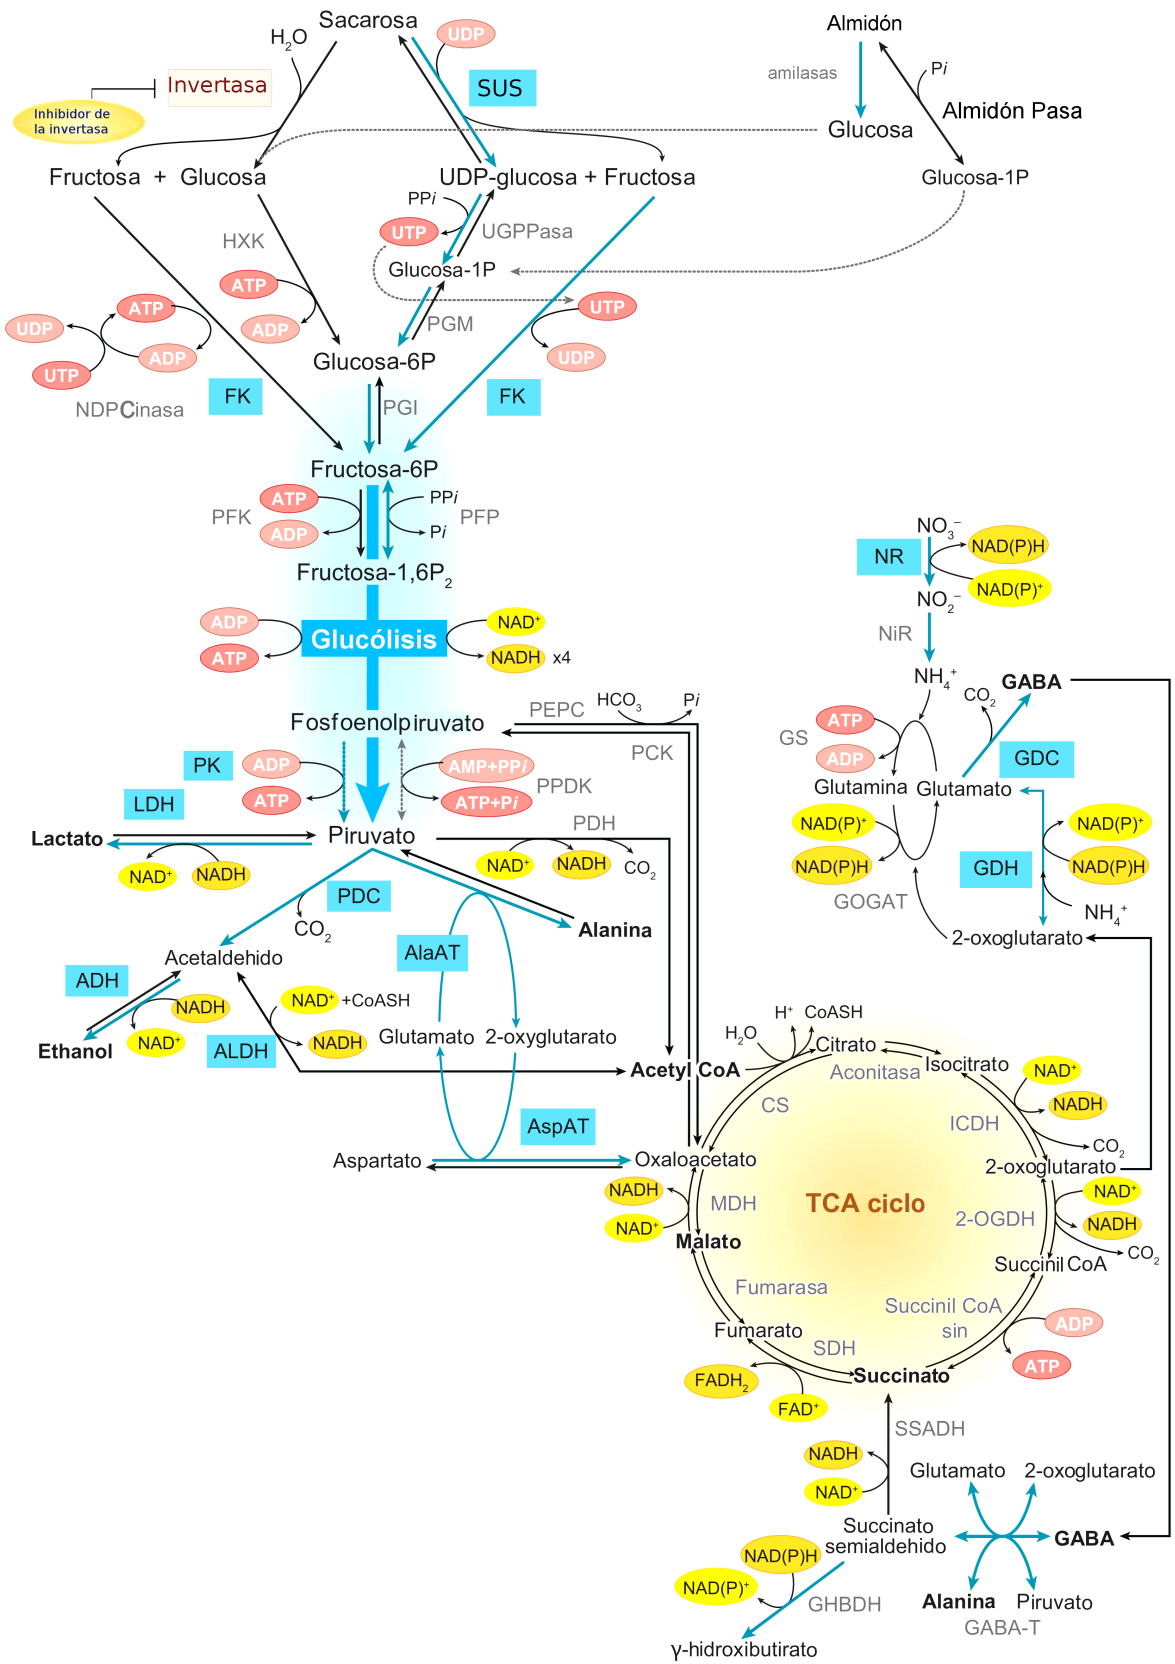 Sacarosa
H2O
UDP
Invertasa
SUS
Inhibidor de
la invertasa
Almidón
amilasas
Pi
Almidón Pasa
Glucosa
Glucosa-1P
Fructosa + Glucosa
UDP-glucosa + Fructosa
PPi
UTP
UGPPasa
Glucosa-1P
HXK
ATP
ADP
PGM
UTP
UDP
UDP
ATP
UTP
ADP
NDPCinasa
Glucosa-6P
FK
PGI
FK
Fructosa-6P
PFK
ATP
ADP
PPi
Pi
PFP
Fructosa-1,6P2
ADP
ATP
Glucólisis
NAD+
NADH x4
NO3−
NR
NAD(P)H
NAD(P)+
NO2−
NiR
NH4+
GABA
CO2
GS
ATP
ADP
GDC
Glutamina
Glutamato
NAD(P)+
NAD(P)H
NAD(P)+
NAD(P)H
GDH
GOGAT
NH4+
2-oxoglutarato
Fosfoenolpiruvato
PEPC
HCO3
Pi
PCK
PK
ADP
ATP
AMP+PPi
ATP+Pi
PPDK
LDH
Lactato
Piruvato
PDH
NAD+
NADH
NAD+
NADH
CO2
PDC
CO2
Alanina
Acetaldehido
AlaAT
ADH
NADH
NAD+
Ethanol
NAD+ +CoASH
NADH
ALDH
Glutamato
2-oxyglutarato
Acetyl CoA
AspAT
Aspartato
Oxaloacetato
H2O
H+
CoASH
Citrato
Aconitasa
Isocitrato
CS
NAD+
NADH
ICDH
CO2
2-oxoglutarato
NADH
NAD+
MDH
TCA ciclo
2-OGDH
NAD+
NADH
CO2
Malato
Succinil CoA
Fumarasa
Succinil CoA
sin
ADP
ATP
Fumarato
SDH
Succinato
FADH2
FAD+
SSADH
NADH
NAD+
Glutamato
2-oxoglutarato
Succinato
semialdehido
GABA
NAD(P)H
NAD(P)+
GHBDH
Alanina
Piruvato
GABA-T
γ-hidroxibutirato